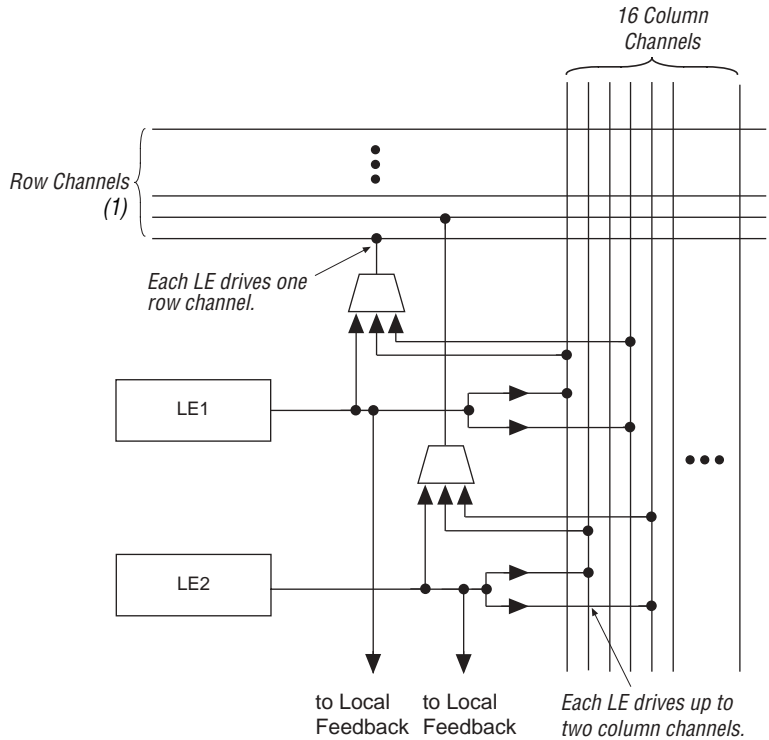 16 Column
Channels
Row Channels
(1)
Each LE drives one
row channel.
LE1
LE2
to Local
Feedback
to Local
Feedback
Each LE drives up to
two column channels.